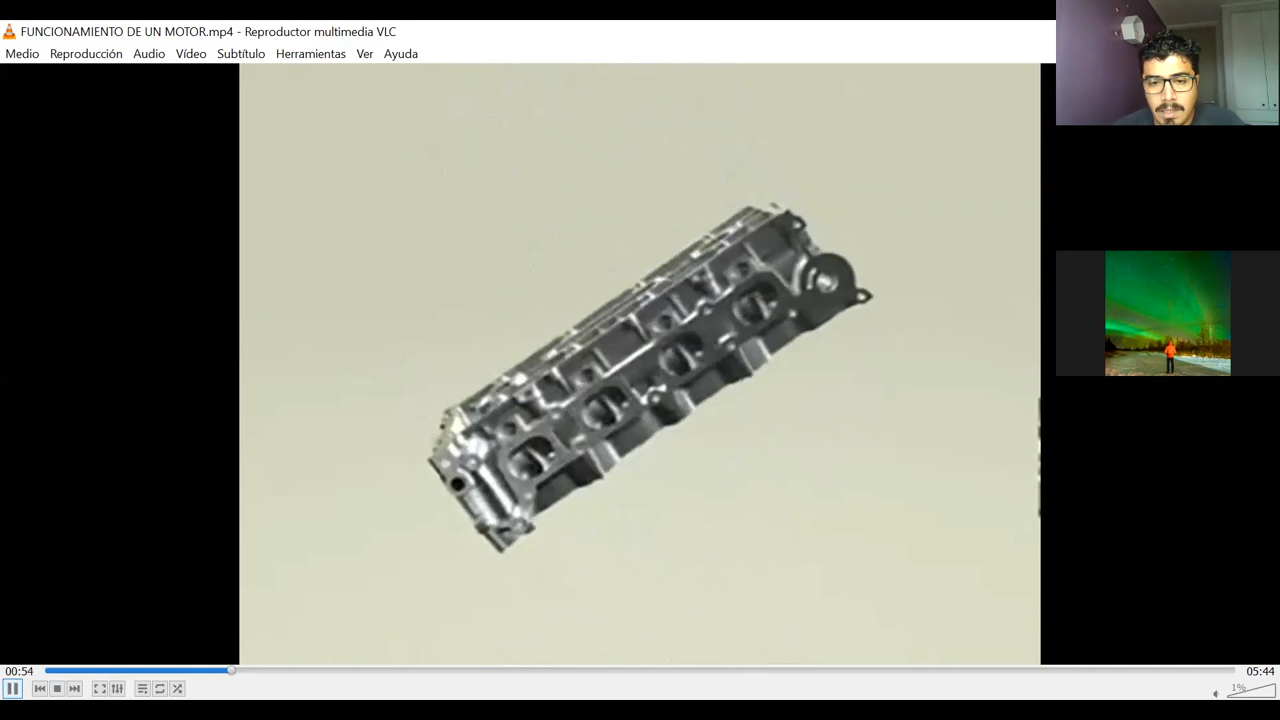 FUNCIONAMIENTO DE UN MOTOR.mp4 - Reproductor multimedia VLC
Medio Reproducción Audio Vídeo Subtítulo Herramientas Ver Ayuda
00:54
05:44
1%